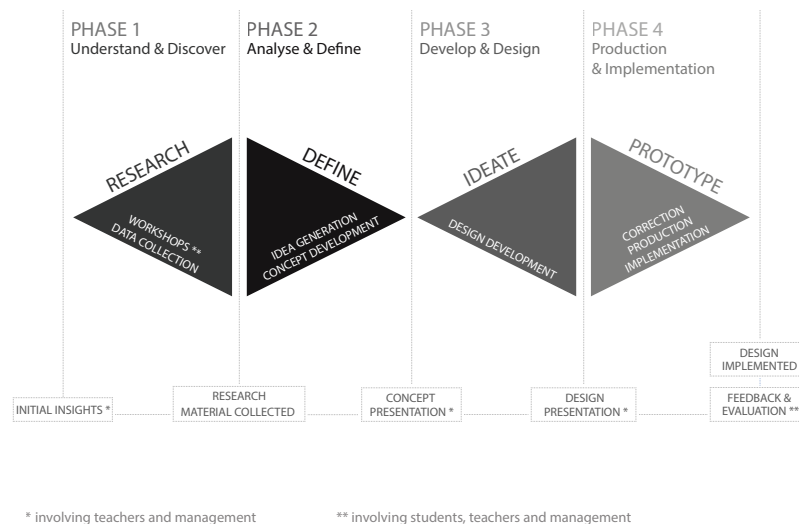 PHASE 1
Understand & Discover
PHASE 2
Analyse & Define
PHASE 3
Develop & Design
PHASE 4
Production
& Implementation
RESEARCH
WORKSHOPS **
DATA COLLECTION
DEFINE
IDEA GENERATION
CONCEPT DEVELOPMENT
IDEATE
DESIGN DEVELOPMENT
PROTOTYPE
CORRECTION
PRODUCTION
IMPLEMENTATION
DESIGN
IMPLEMENTED
INITIAL INSIGHTS *
RESEARCH
MATERIAL COLLECTED
CONCEPT
PRESENTATION *
DESIGN
PRESENTATION *
FEEDBACK &
EVALUATION **
* involving teachers and management
** involving students, teachers and management